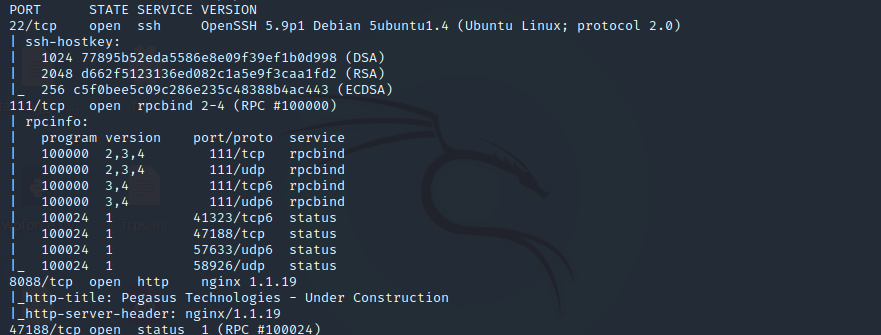 PORT      STATE SERVICE VERSION
22/tcp    open  ssh     OpenSSH 5.9p1 Debian 5ubuntu1.4 (Ubuntu Linux; protocol 2.0)
| ssh-hostkey:
|   1024 77895b52eda5586e8e09f39ef1b0d998 (DSA)
|   2048 d662f5123136ed082c1a5e9f3caa1fd2 (RSA)
|_  256 c5f0bee5c09c286e235c48388b4ac443 (ECDSA)
111/tcp   open  rpcbind 2-4 (RPC #100000)
| rpcinfo:
|   program version    port/proto  service
|   100000  2,3,4        111/tcp   rpcbind
|   100000  2,3,4        111/udp   rpcbind
|   100000  3,4          111/tcp6  rpcbind
|   100000  3,4          111/udp6  rpcbind
|   100024  1          41323/tcp6  status
|   100024  1          47188/tcp   status
|   100024  1          57633/udp6  status
|_  100024  1          58926/udp   status
8088/tcp  open  http    nginx 1.1.19
|_http-title: Pegasus Technologies - Under Construction
|_http-server-header: nginx/1.1.19
47188/tcp open  status  1 (RPC #100024)